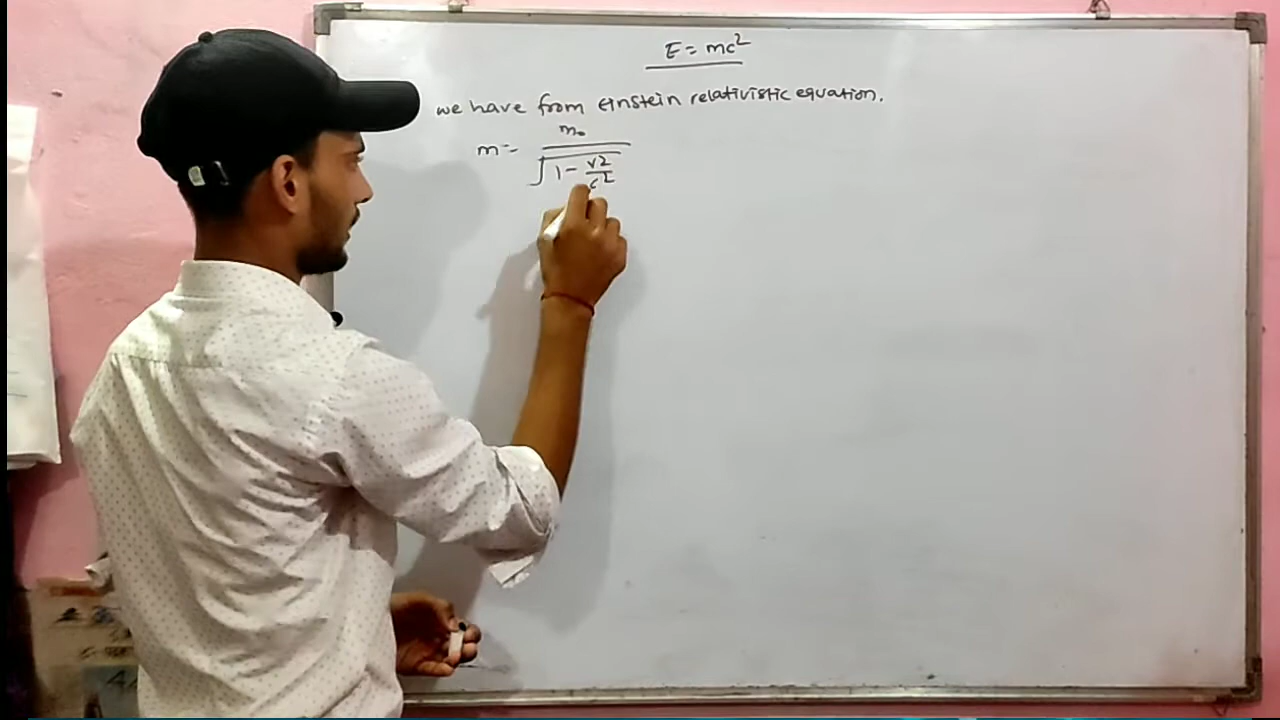 E = mc²
we have from einstein relativistic equation.
m = m₀ / √(1 - v2/c²)